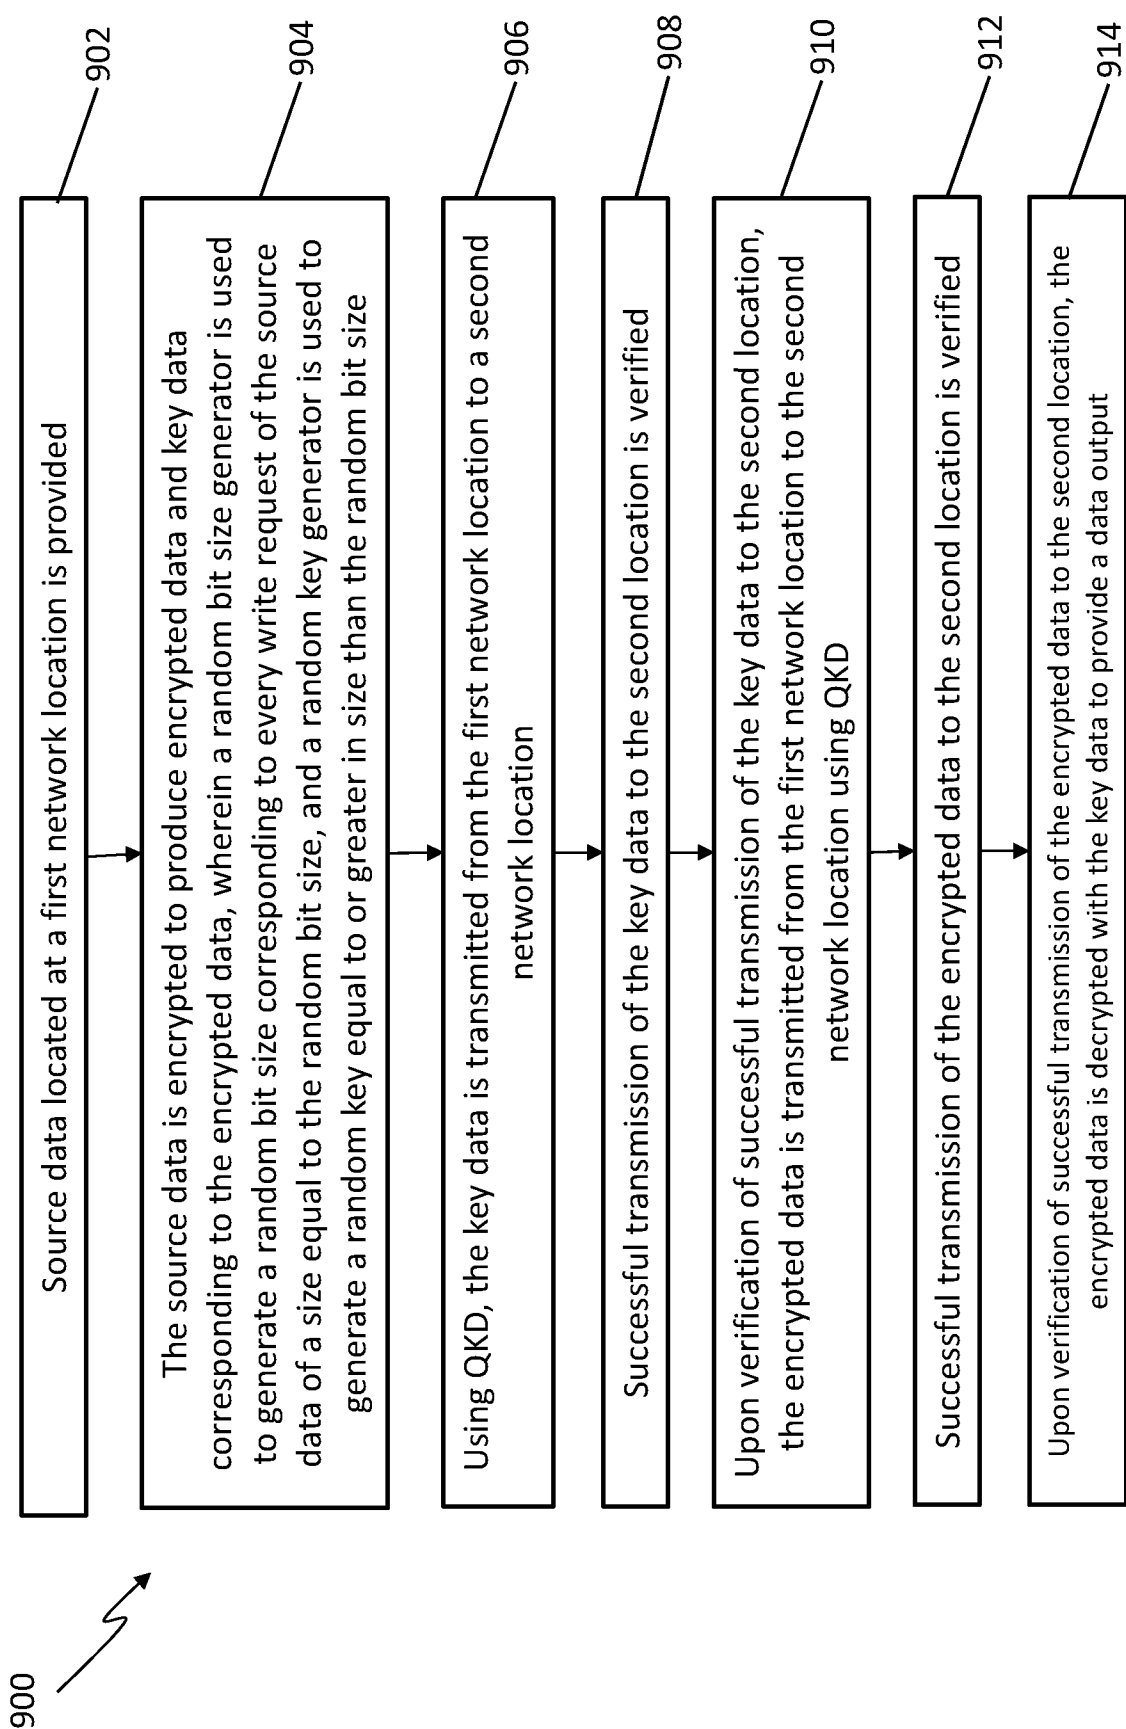 900
Source data located at a first network location is provided
902
The source data is encrypted to produce encrypted data and key data
corresponding to the encrypted data, wherein a random bit size generator is used
to generate a random bit size corresponding to every write request of the source
data of a size equal to the random bit size, and a random key generator is used to
generate a random key equal to or greater in size than the random bit size
904
Using QKD, the key data is transmitted from the first network location to a second
network location
906
Successful transmission of the key data to the second location is verified
908
Upon verification of successful transmission of the key data to the second location,
the encrypted data is transmitted from the first network location to the second
network location using QKD
910
Successful transmission of the encrypted data to the second location is verified
912
Upon verification of successful transmission of the encrypted data to the second location, the
encrypted data is decrypted with the key data to provide a data output
914